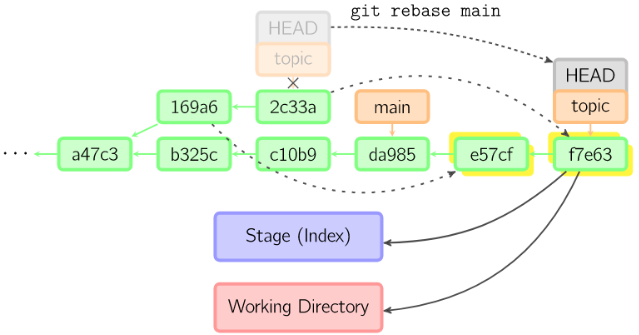 git rebase main
HEAD
topic
HEAD
topic
169a6
2c33a
main
...
a47c3
b325c
c10b9
da985
e57cf
f7e63
Stage (Index)
Working Directory